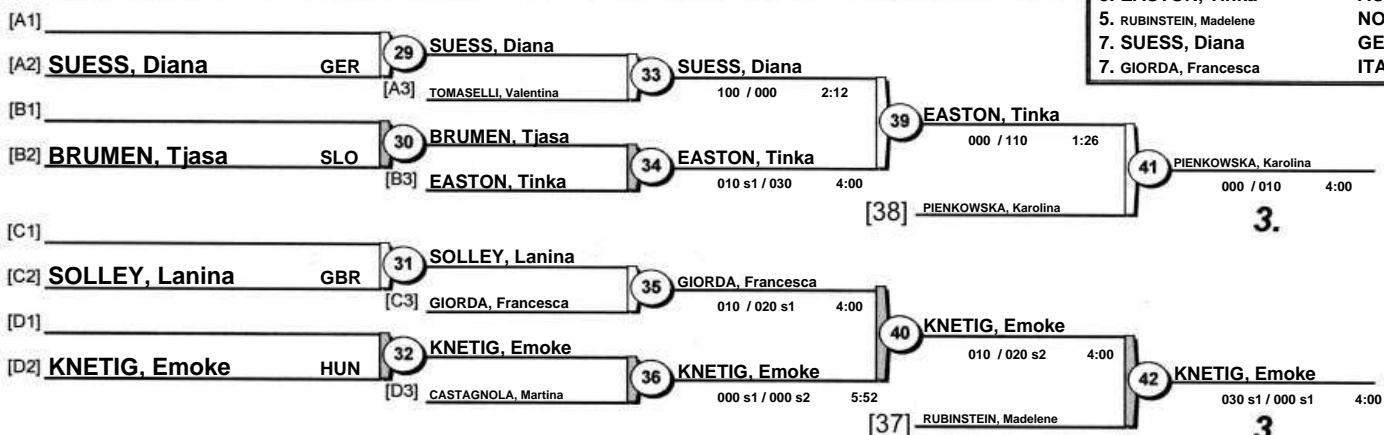 5. RUBINSTEIN, Madelene NO
7. SUESS, Diana GE
7. GIORDA, Francesca ITA
[A1]
[A2] SUESS, Diana GER
29
SUESS, Diana
[A3] TOMASELLI, Valentina
33
SUESS, Diana
100 / 000 2:12
[B1]
[B2] BRUMEN, Tjasa SLO
30
BRUMEN, Tjasa
[B3] EASTON, Tinka
34
EASTON, Tinka
010 s1 / 030 4:00
39
EASTON, Tinka
000 / 110 1:26
[38] PIENKOWSKA, Karolina
41
PIENKOWSKA, Karolina
000 / 010 4:00
3.
[C1]
[C2] SOLLEY, Lanina GBR
31
SOLLEY, Lanina
[C3] GIORDA, Francesca
35
GIORDA, Francesca
010 / 020 s1 4:00
[D1]
[D2] KNETIG, Emoke HUN
32
KNETIG, Emoke
[D3] CASTAGNOLA, Martina
36
KNETIG, Emoke
000 s1 / 000 s2 5:52
40
KNETIG, Emoke
010 / 020 s2 4:00
[37] RUBINSTEIN, Madelene
42
KNETIG, Emoke
030 s1 / 000 s1 4:00
3